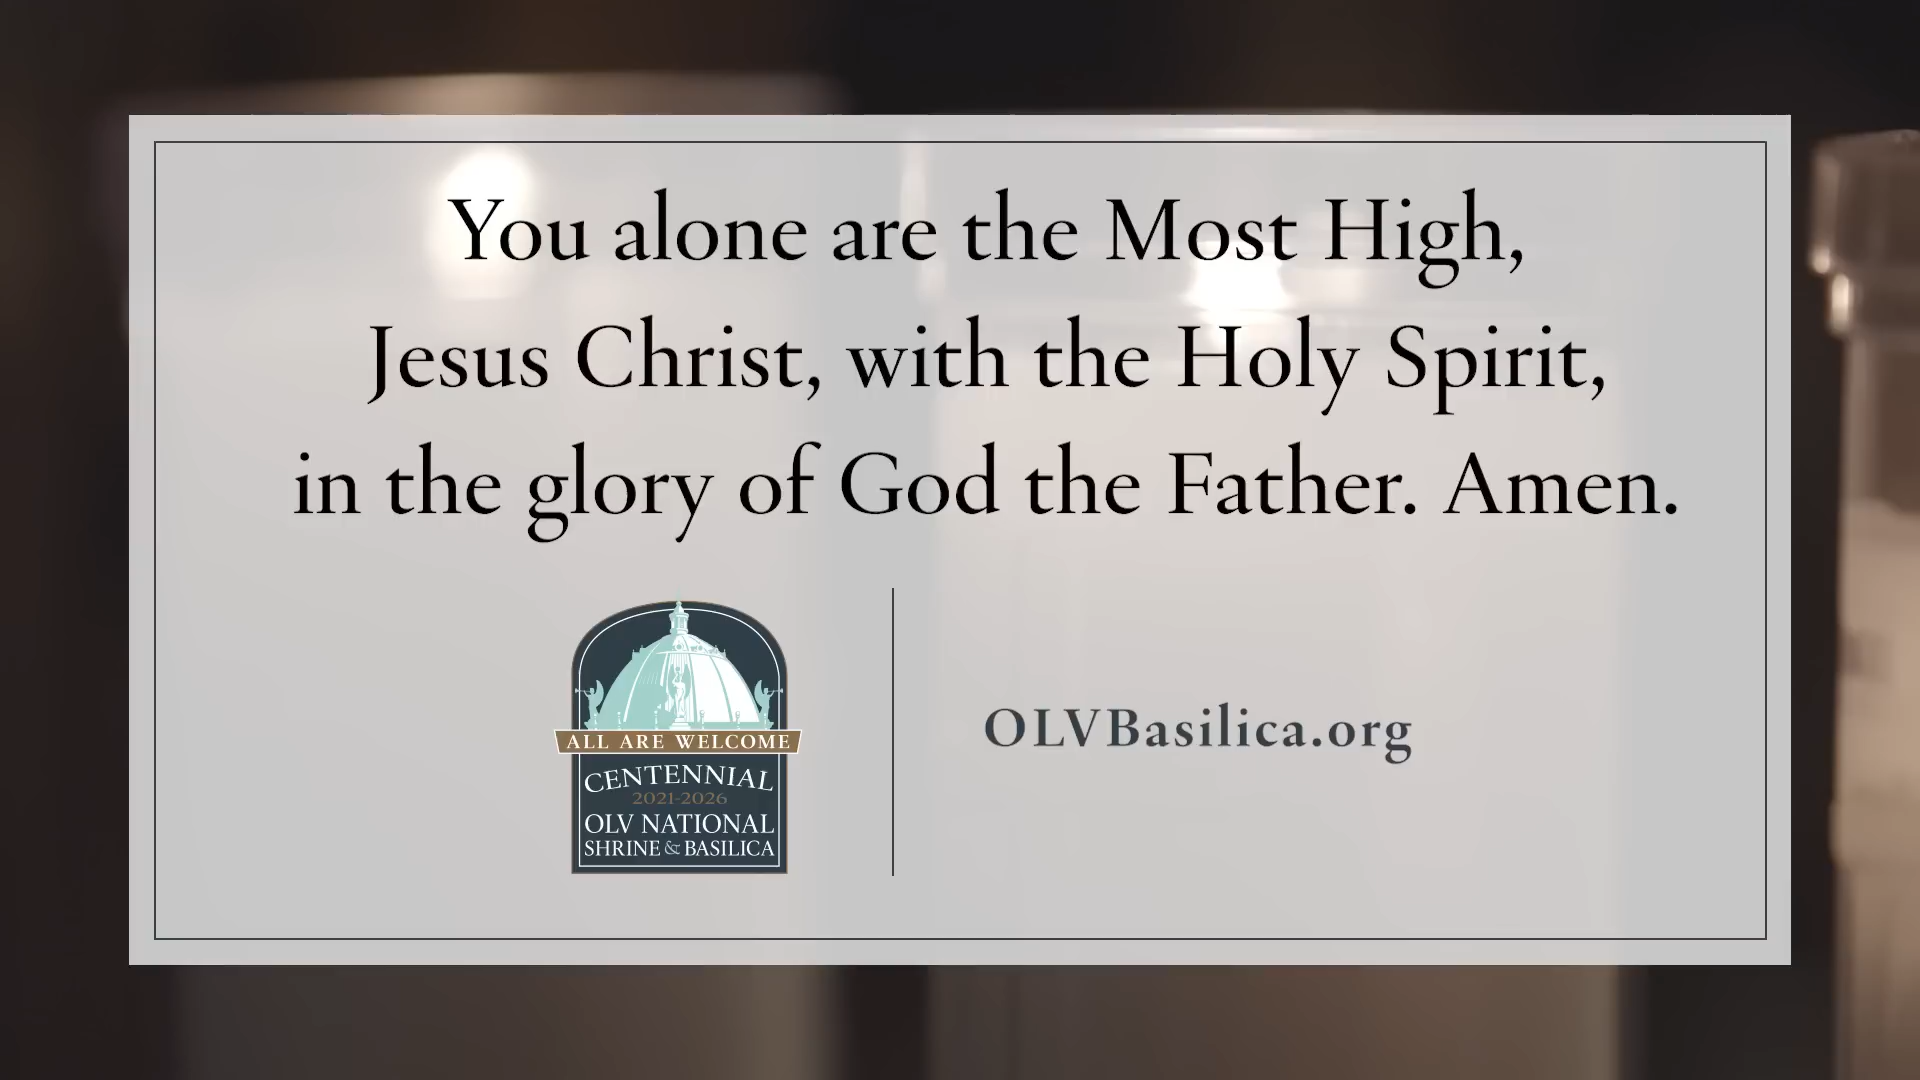 You alone are the Most High,
Jesus Christ, with the Holy Spirit,
in the glory of God the Father. Amen.
ALL ARE WELCOME
CENTENNIAL
2021-2026
OLV NATIONAL
SHRINE & BASILICA
OLVBasilica.org